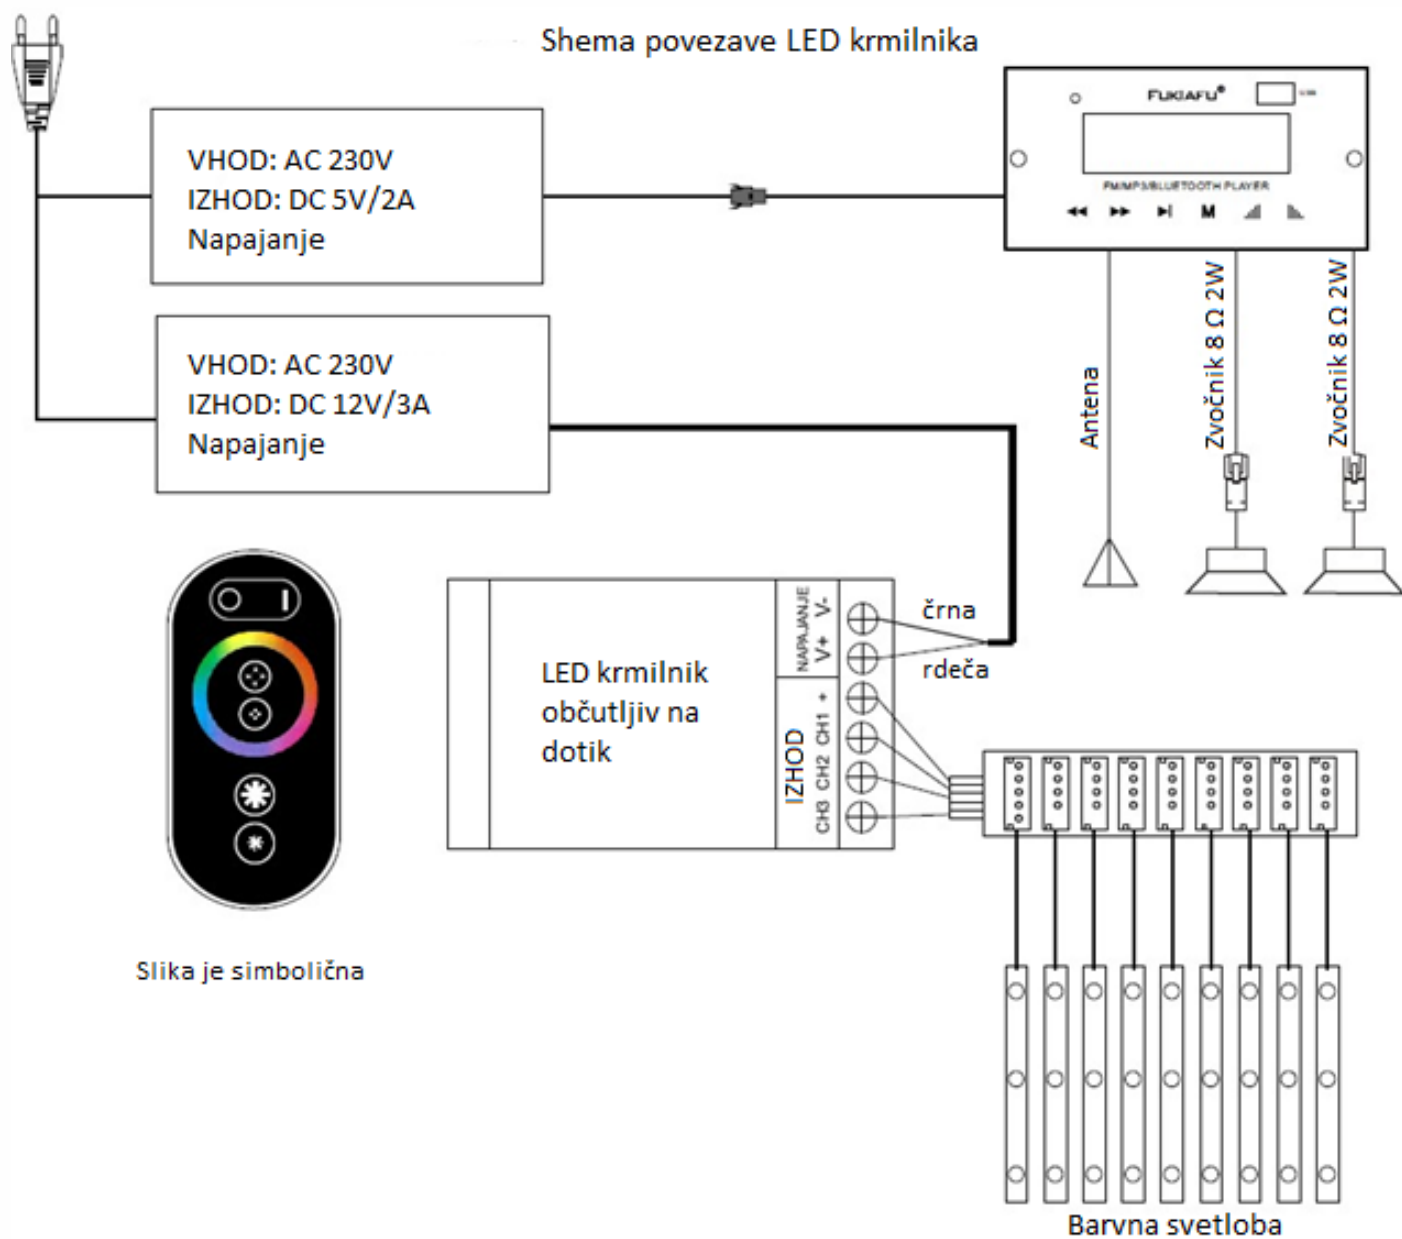 Shema povezave LED krmilnika
VHOD: AC 230V
IZHOD: DC 5V/2A
Napajanje
FUKIAFU®
FM/MP3/BLUETOOTH PLAYER
M
VHOD: AC 230V
IZHOD: DC 12V/3A
Napajanje
Antena
Zvočnik 8 Ω 2W
Zvočnik 8 Ω 2W
LED krmilnik
občutljiv na
dotik
NAPAJANJE
V-
V+
IZHOD
+
CH1
CH2
CH3
črna
rdeča
Slika je simbolična
Barvna svetloba